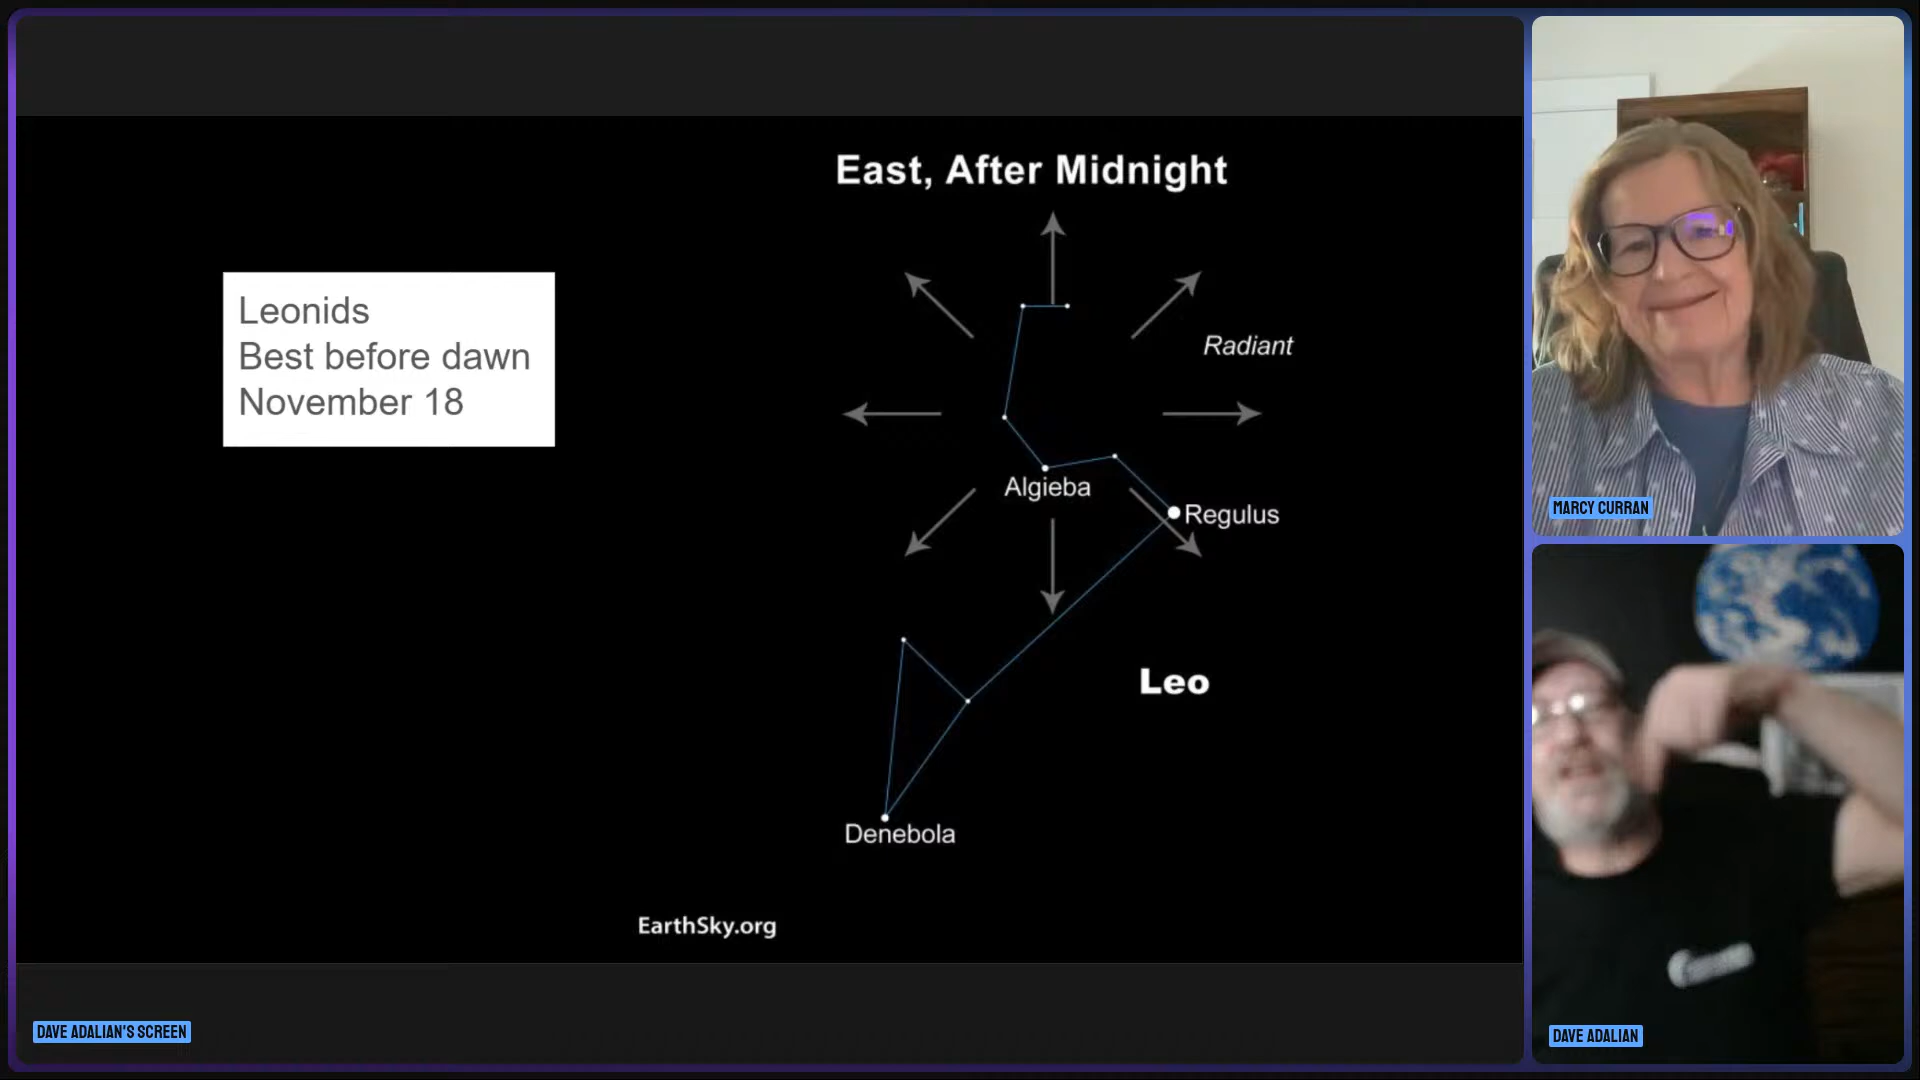 East, After Midnight
Leonids
Best before dawn
November 18
Radiant
Algieba
Regulus
Leo
Denebola
EarthSky.org
DAVE ADALIAN'S SCREEN
MARCY CURRAN
DAVE ADALIAN